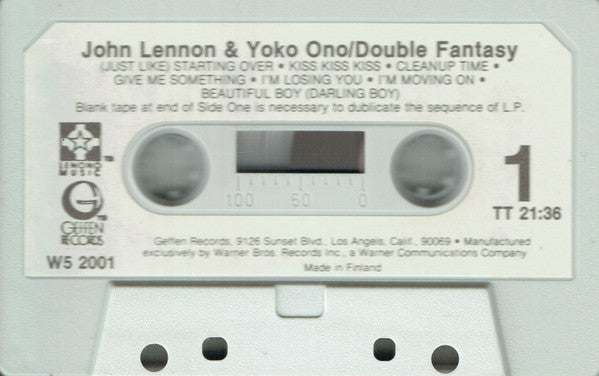 John Lennon & Yoko Ono/Double Fantasy
(JUST LIKE) STARTING OVER • KISS KISS KISS • CLEANUP TIME •
GIVE ME SOMETHING • I'M LOSING YOU • I'M MOVING ON •
BEAUTIFUL BOY (DARLING BOY)
Blank tape at end of Side One is necessary to dublicate the sequence of L.P.
LENONO
MUSIC
TM
1
100 50 0
G
TM
GEFFEN
RECORDS
TT 21:36
W5 2001
Geffen Records, 9126 Sunset Blvd., Los Angels, Calif., 90069 • Manufactured
exclusively by Warner Bros. Records Inc., a Warner Communications Company
Made in Finland